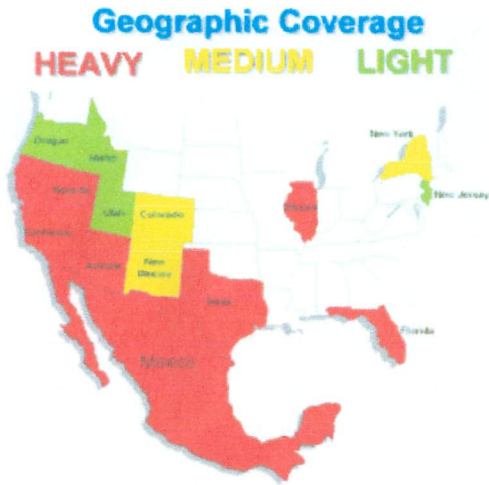 Geographic Coverage
HEAVY MEDIUM LIGHT
New York
Oregon
Idaho
New Jersey
Nevada
Utah
Colorado
Illinois
California
Arizona
New
Mexico
Texas
Florida
Mexico